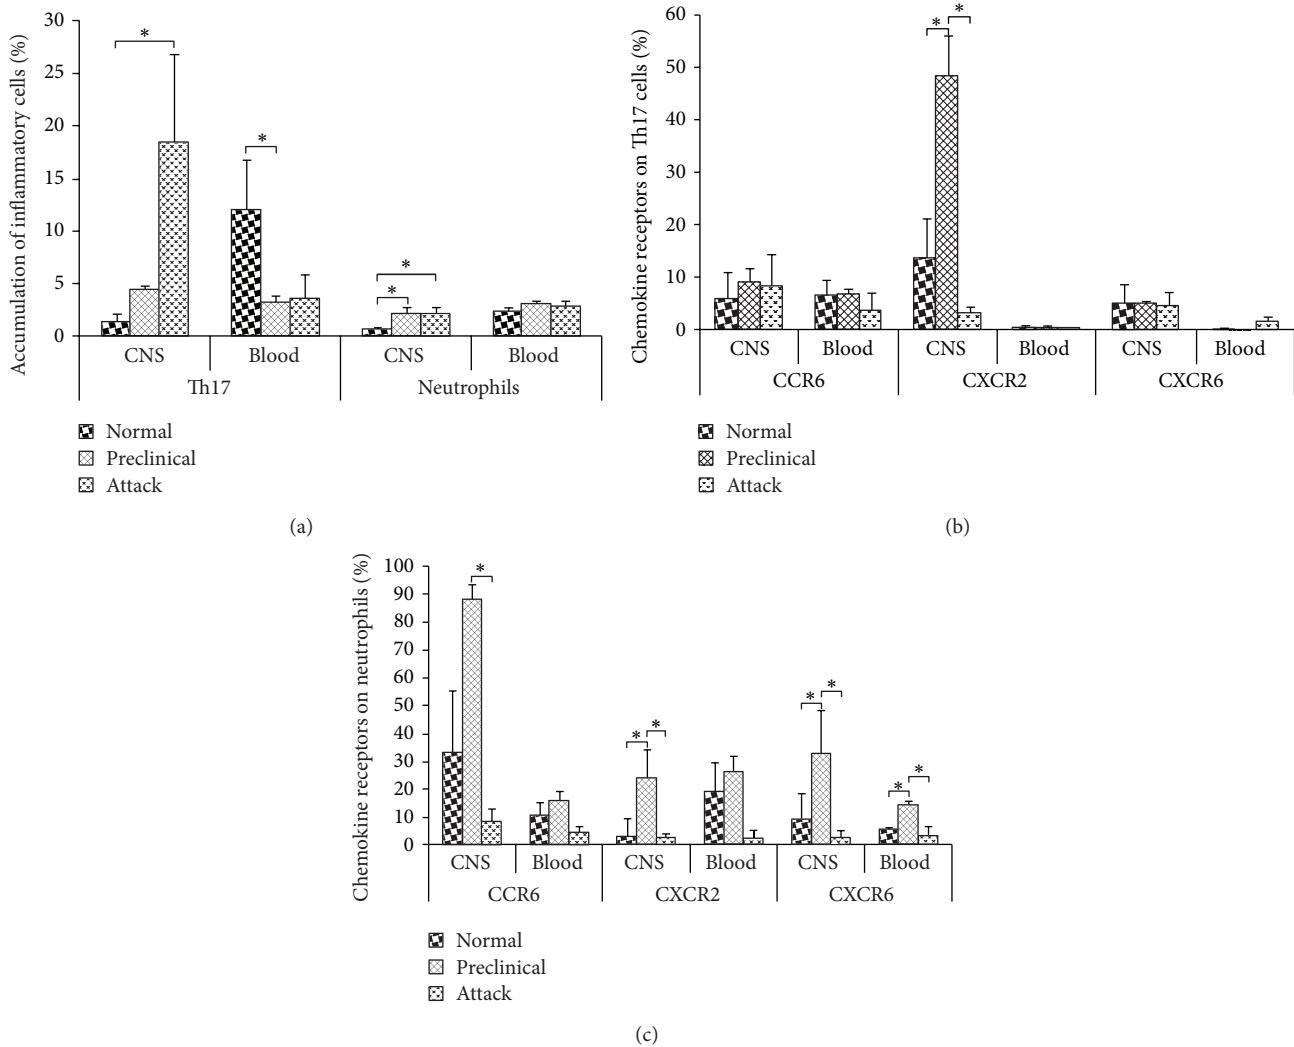 Accumulation of inflammatory cells (%)
30
25
20
15
10
5
0
*
*
*
*
CNS
Blood
CNS
Blood
Th17
Neutrophils
Normal
Preclinical
Attack
(a)
Chemokine receptors on Th17 cells (%)
60
50
40
30
20
10
0
*
*
CNS
Blood
CNS
Blood
CNS
Blood
CCR6
CXCR2
CXCR6
Normal
Preclinical
Attack
(b)
Chemokine receptors on neutrophils (%)
100
90
80
70
60
50
40
30
20
10
0
*
*
*
*
*
*
*
CNS
Blood
CNS
Blood
CNS
Blood
CCR6
CXCR2
CXCR6
Normal
Preclinical
Attack
(c)